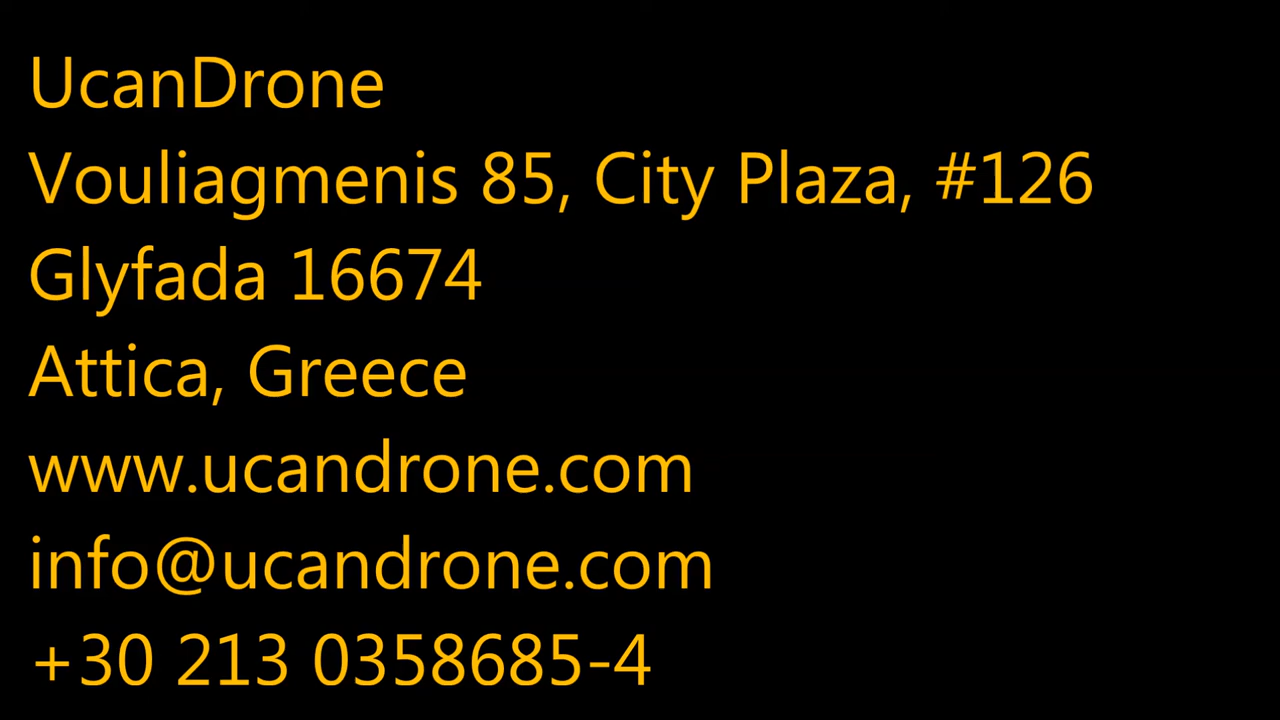 UcanDrone
Vouliagmenis 85, City Plaza, #126
Glyfada 16674
Attica, Greece
www.ucandrone.com
info@ucandrone.com
+30 213 0358685-4